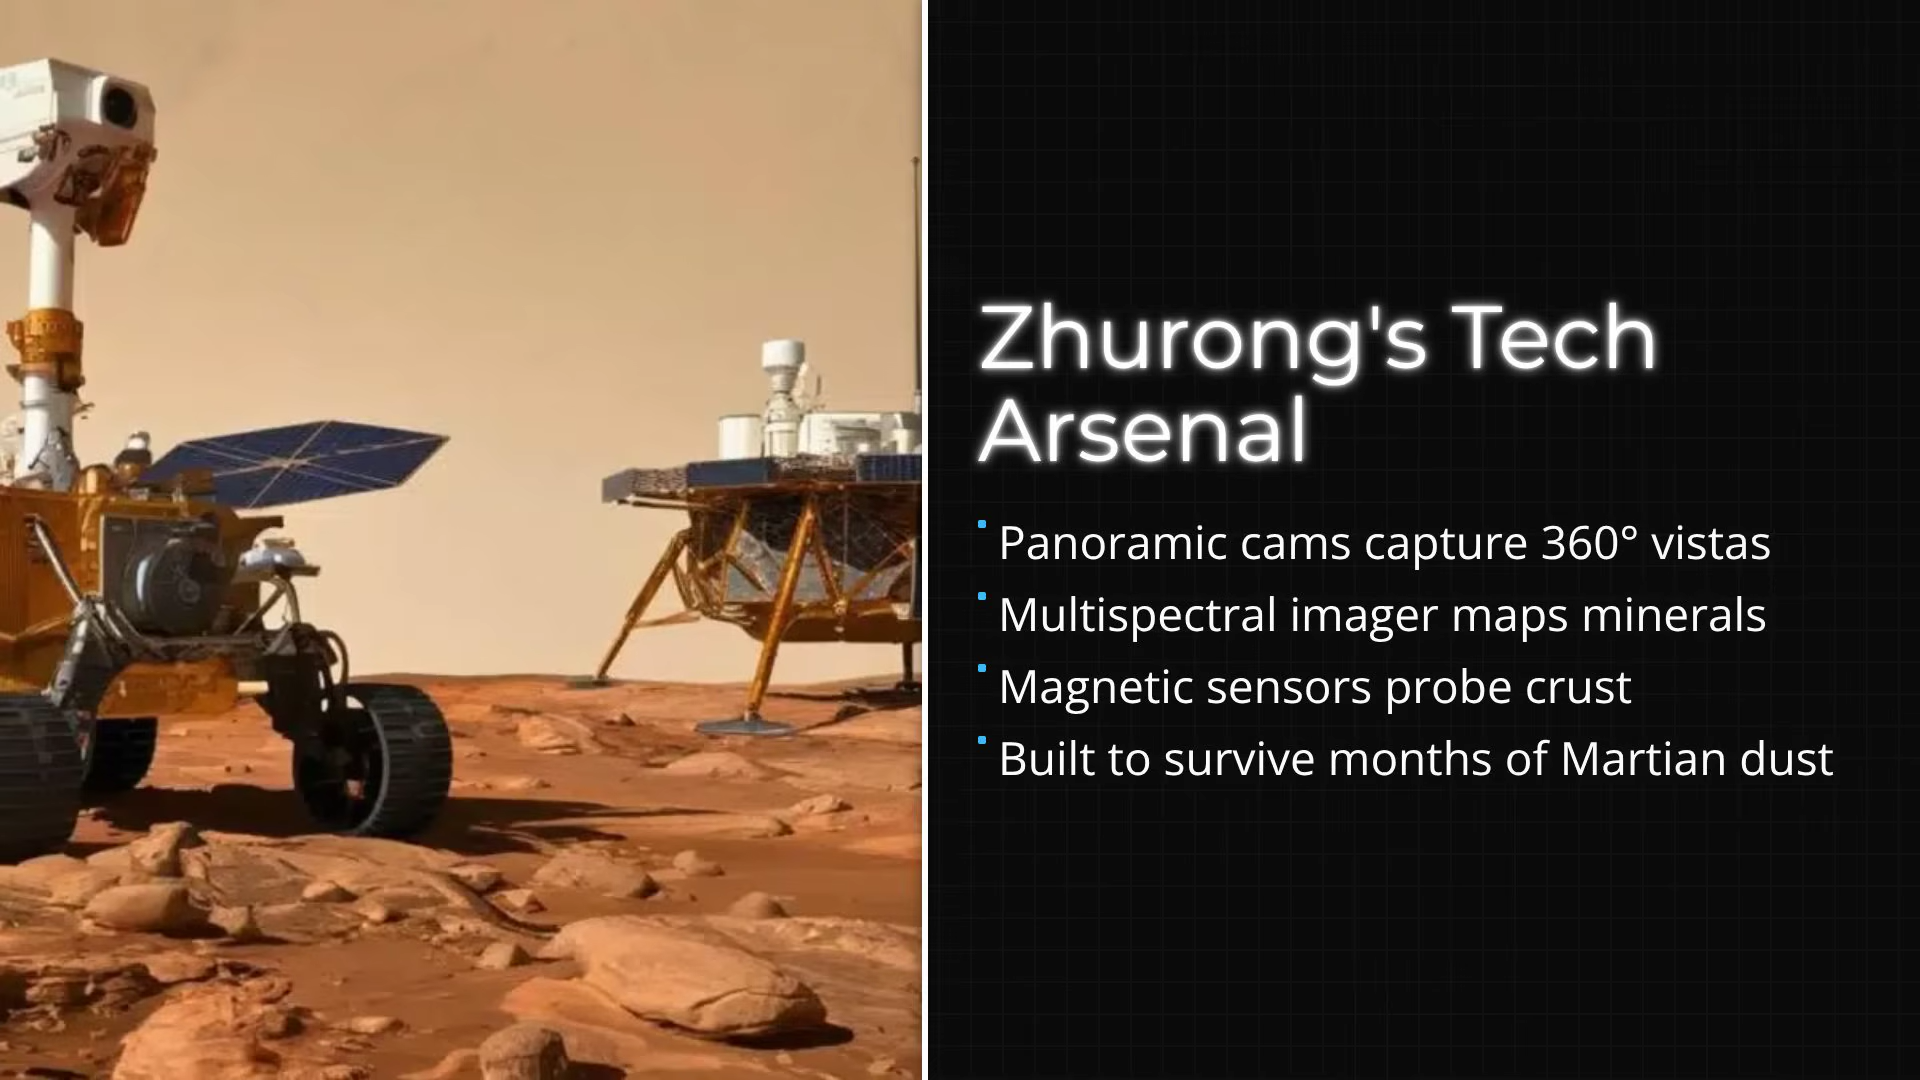 Zhurong's Tech
Arsenal
Panoramic cams capture 360° vistas
Multispectral imager maps minerals
Magnetic sensors probe crust
Built to survive months of Martian dust